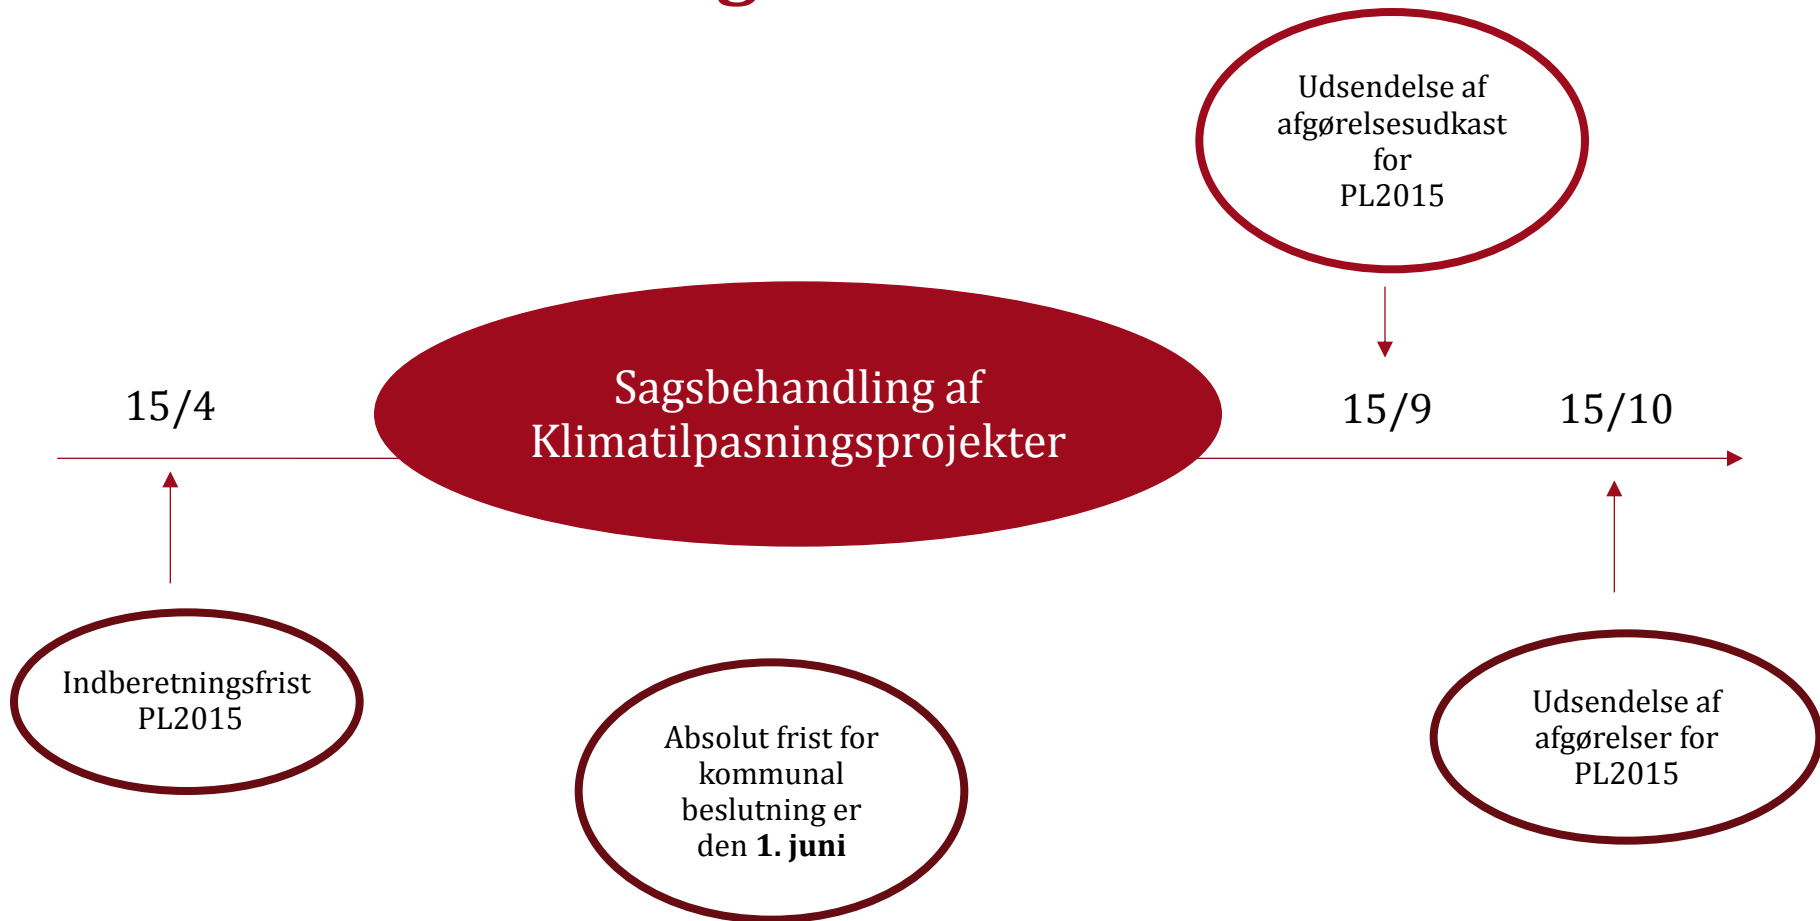 Udsendelse af
afgørelsesudkast
for
PL2015
Sagsbehandling af
Klimatilpasningsprojekter
15/4
15/9
15/10
Indberetningsfrist
PL2015
Absolut frist for
kommunal
beslutning er
den 1. juni
Udsendelse af
afgørelser for
PL2015